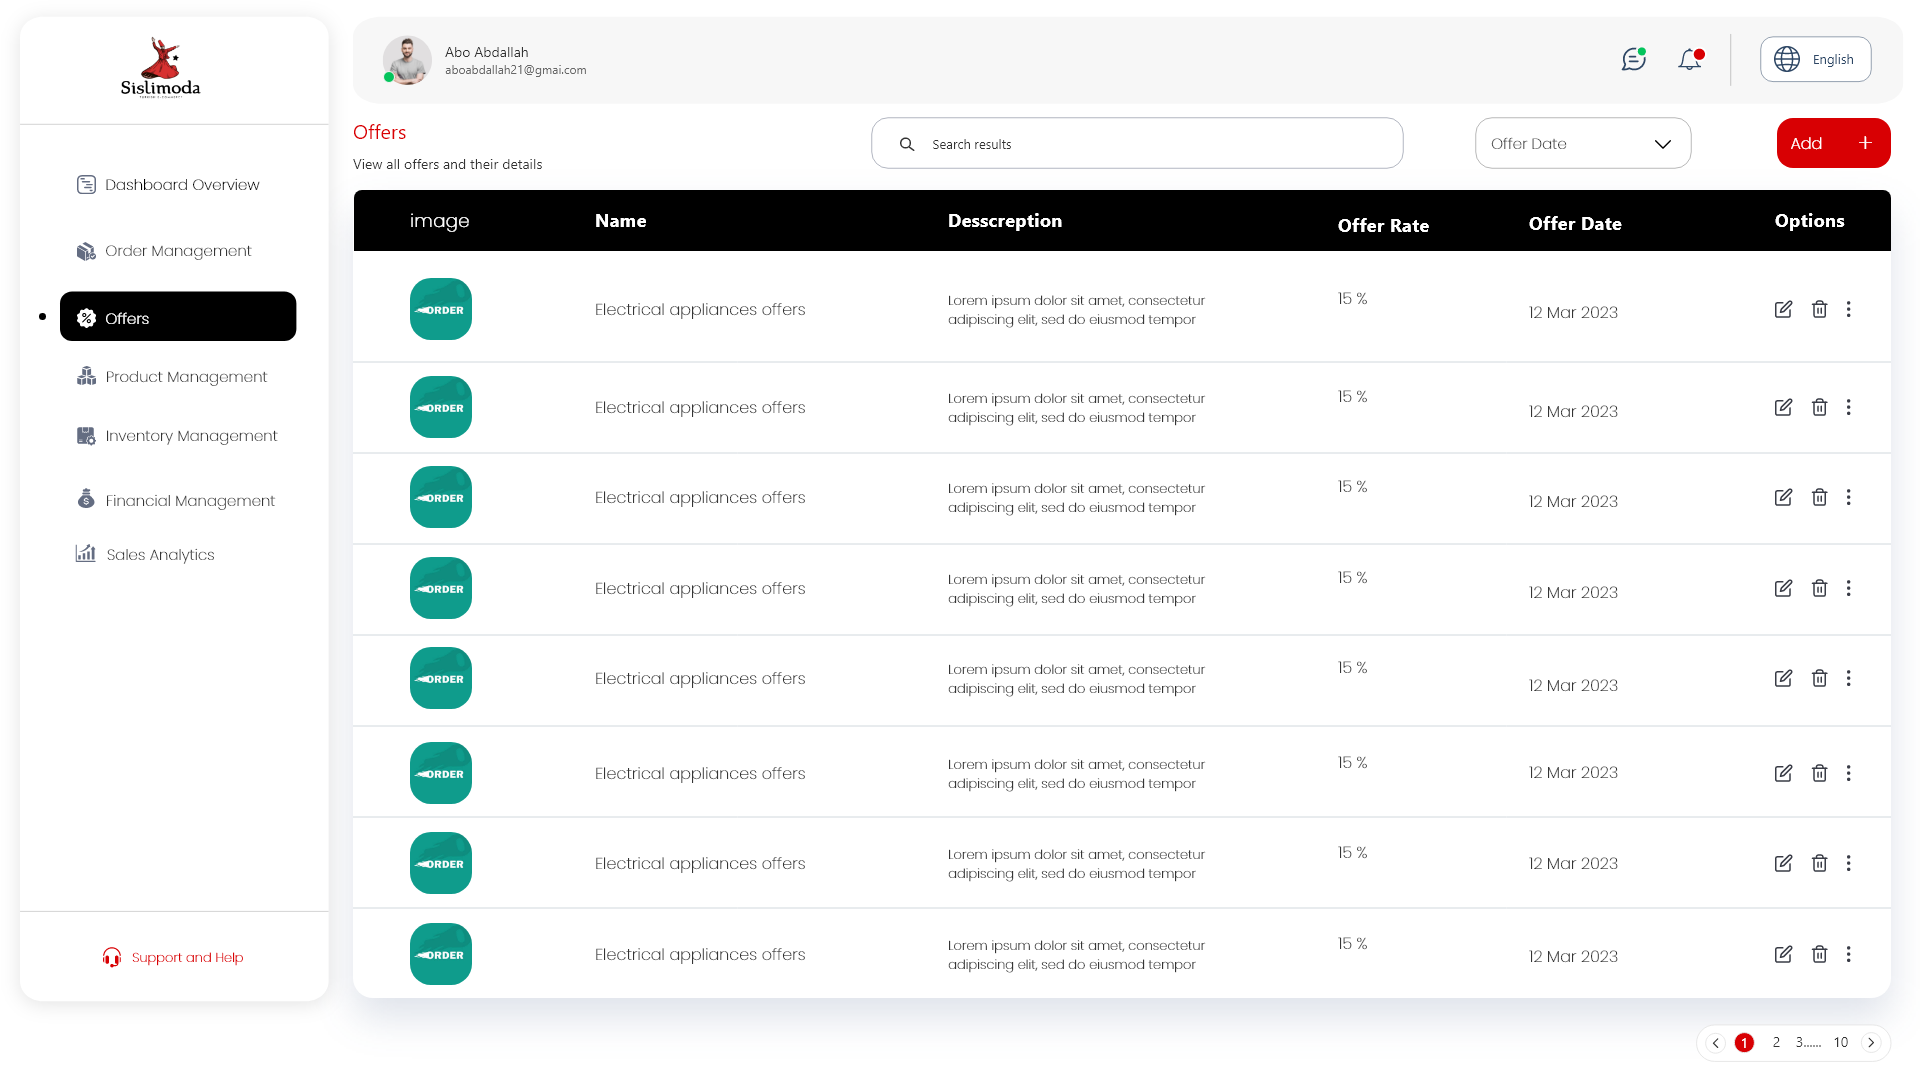 Sislimoda
Dashboard Overview
Order Management
Offers
Product Management
Inventory Management
Financial Management
Sales Analytics
Support and Help
Abo Abdallah
aboabdallah21@gmai.com
English
Offers
View all offers and their details
Search results
Offer Date
Add +
image Name Desscreption Offer Rate Offer Date Options
ORDER
Electrical appliances offers
Lorem ipsum dolor sit amet, consectetur
adipiscing elit, sed do eiusmod tempor
15 %
12 Mar 2023
ORDER
Electrical appliances offers
Lorem ipsum dolor sit amet, consectetur
adipiscing elit, sed do eiusmod tempor
15 %
12 Mar 2023
ORDER
Electrical appliances offers
Lorem ipsum dolor sit amet, consectetur
adipiscing elit, sed do eiusmod tempor
15 %
12 Mar 2023
ORDER
Electrical appliances offers
Lorem ipsum dolor sit amet, consectetur
adipiscing elit, sed do eiusmod tempor
15 %
12 Mar 2023
ORDER
Electrical appliances offers
Lorem ipsum dolor sit amet, consectetur
adipiscing elit, sed do eiusmod tempor
15 %
12 Mar 2023
ORDER
Electrical appliances offers
Lorem ipsum dolor sit amet, consectetur
adipiscing elit, sed do eiusmod tempor
15 %
12 Mar 2023
ORDER
Electrical appliances offers
Lorem ipsum dolor sit amet, consectetur
adipiscing elit, sed do eiusmod tempor
15 %
12 Mar 2023
ORDER
Electrical appliances offers
Lorem ipsum dolor sit amet, consectetur
adipiscing elit, sed do eiusmod tempor
15 %
12 Mar 2023
1 2 3...... 10